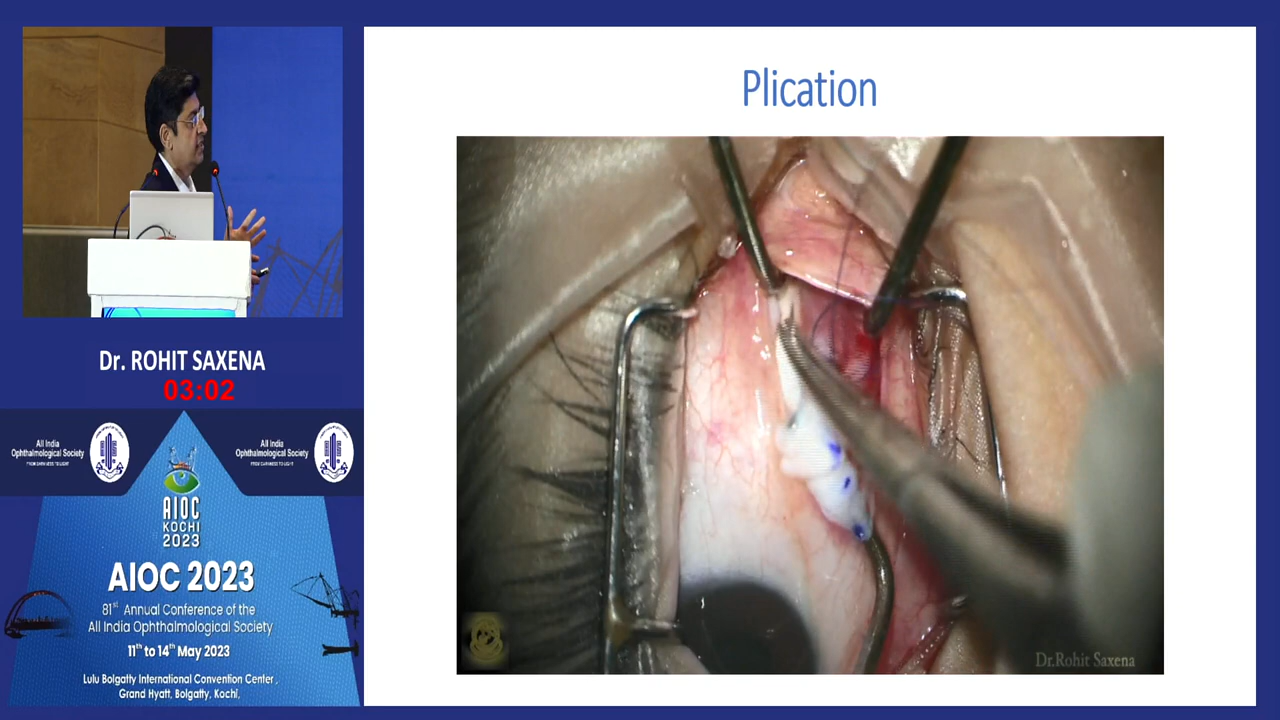 Plication
Dr. ROHIT SAXENA
03:02
All India
Ophthalmological Society
FROM DARKNESS TO LIGHT
All India
Ophthalmological Society
FROM DARKNESS TO LIGHT
AIOC
KOCHI
2023
AIOC 2023
81st Annual Conference of the
All India Ophthalmological Society
11th to 14th May 2023
Lulu Bolgatty International Convention Center,
Grand Hyatt, Bolgatty, Kochi,
Dr.Rohit Saxena